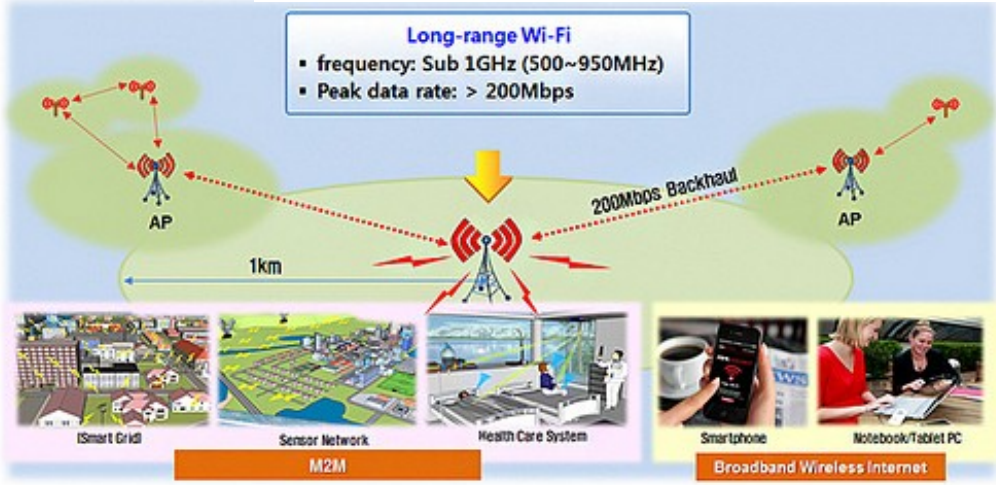 Long-range Wi-Fi
▪ frequency: Sub 1GHz (500~950MHz)
▪ Peak data rate: > 200Mbps
200Mbps Backhaul
AP
AP
1km
(Smart Grid)
Sensor Network
Health Care System
Smartphone
Notebook/Tablet PC
M2M
Broadband Wireless Internet